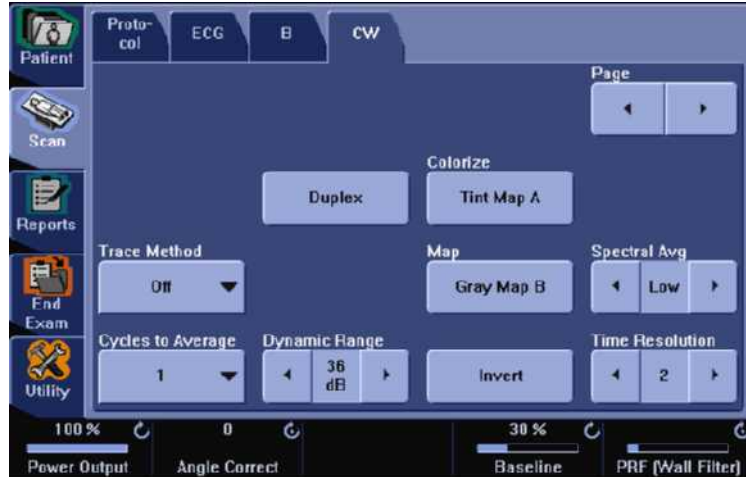 Patient
Proto-
col
ECG
B
CW
Page
Scan
Colorize
Duplex
Tint Map A
Reports
Trace Method
Map
Spectral Avg
Off
Gray Map B
Low
End
Exam
Cycles to Average
Dynamic Range
Time Resolution
1
36
dB
Invert
2
Utility
100 %
0
30 %
Power Output
Angle Correct
Baseline
PRF (Wall Filter)